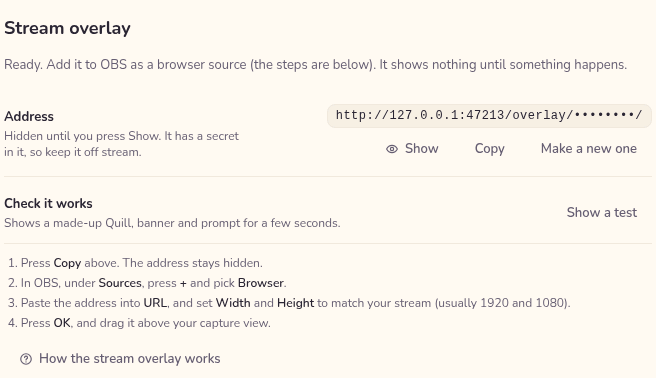 Stream overlay
Ready. Add it to OBS as a browser source (the steps are below). It shows nothing until something happens.
Address
http://127.0.0.1:47213/overlay/••••••••/
Hidden until you press Show. It has a secret
in it, so keep it off stream.
Show Copy Make a new one
Check it works
Shows a made-up Quill, banner and prompt for a few seconds.
Show a test
1. Press Copy above. The address stays hidden.
2. In OBS, under Sources, press + and pick Browser.
3. Paste the address into URL, and set Width and Height to match your stream (usually 1920 and 1080).
4. Press OK, and drag it above your capture view.
How the stream overlay works